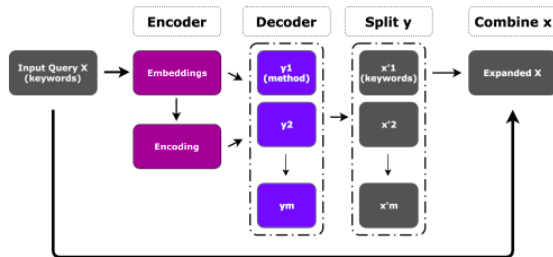 Encoder
Decoder
Split y
Combine x
Input Query X
(keywords)
Embeddings
Encoding
y1
(method)
y2
ym
x'1
(keywords)
x'2
x'm
Expanded X